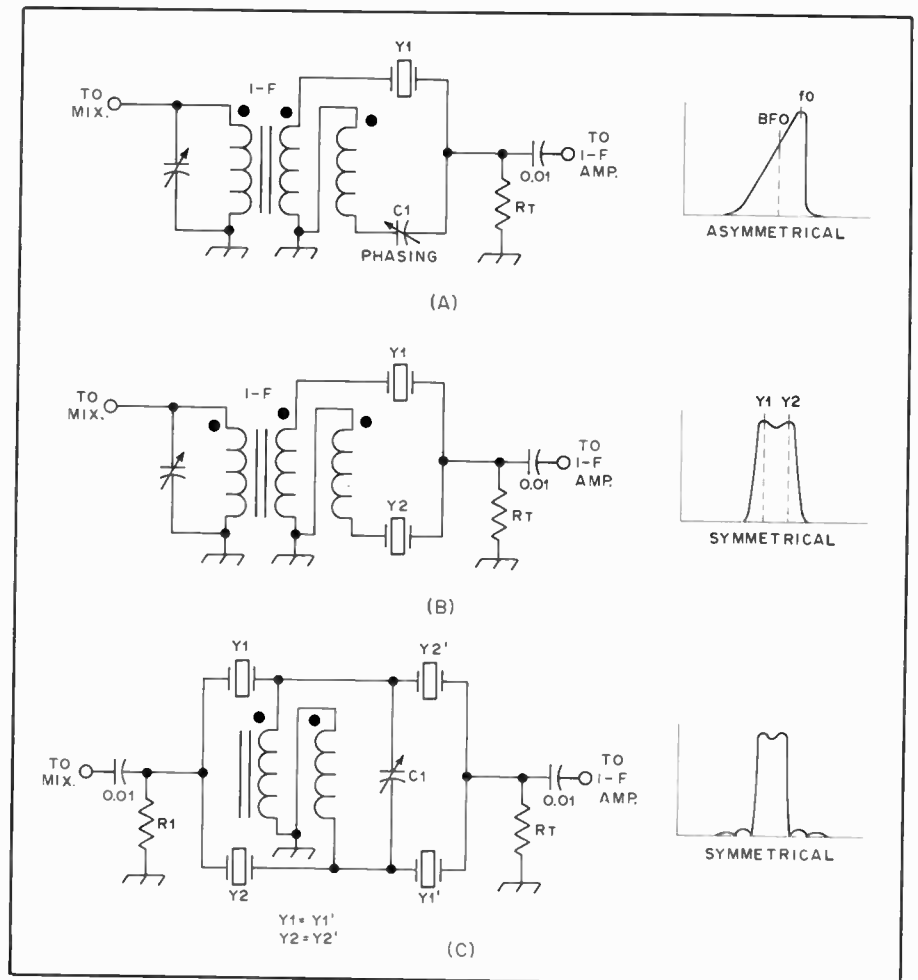 Y1
I-F
TO
MIX.
C1
PHASING
RT
0.01
TO
I-F
AMP.
BFO
fO
ASYMMETRICAL
(A)
Y1
I-F
TO
MIX.
Y2
RT
0.01
TO
I-F
AMP.
Y1 Y2
SYMMETRICAL
(B)
Y1
Y2'
TO
MIX.
0.01
R1
C1
Y2
Y1'
RT
0.01
TO
I-F
AMP.
SYMMETRICAL
Y1= Y1'
Y2=Y2'
(C)